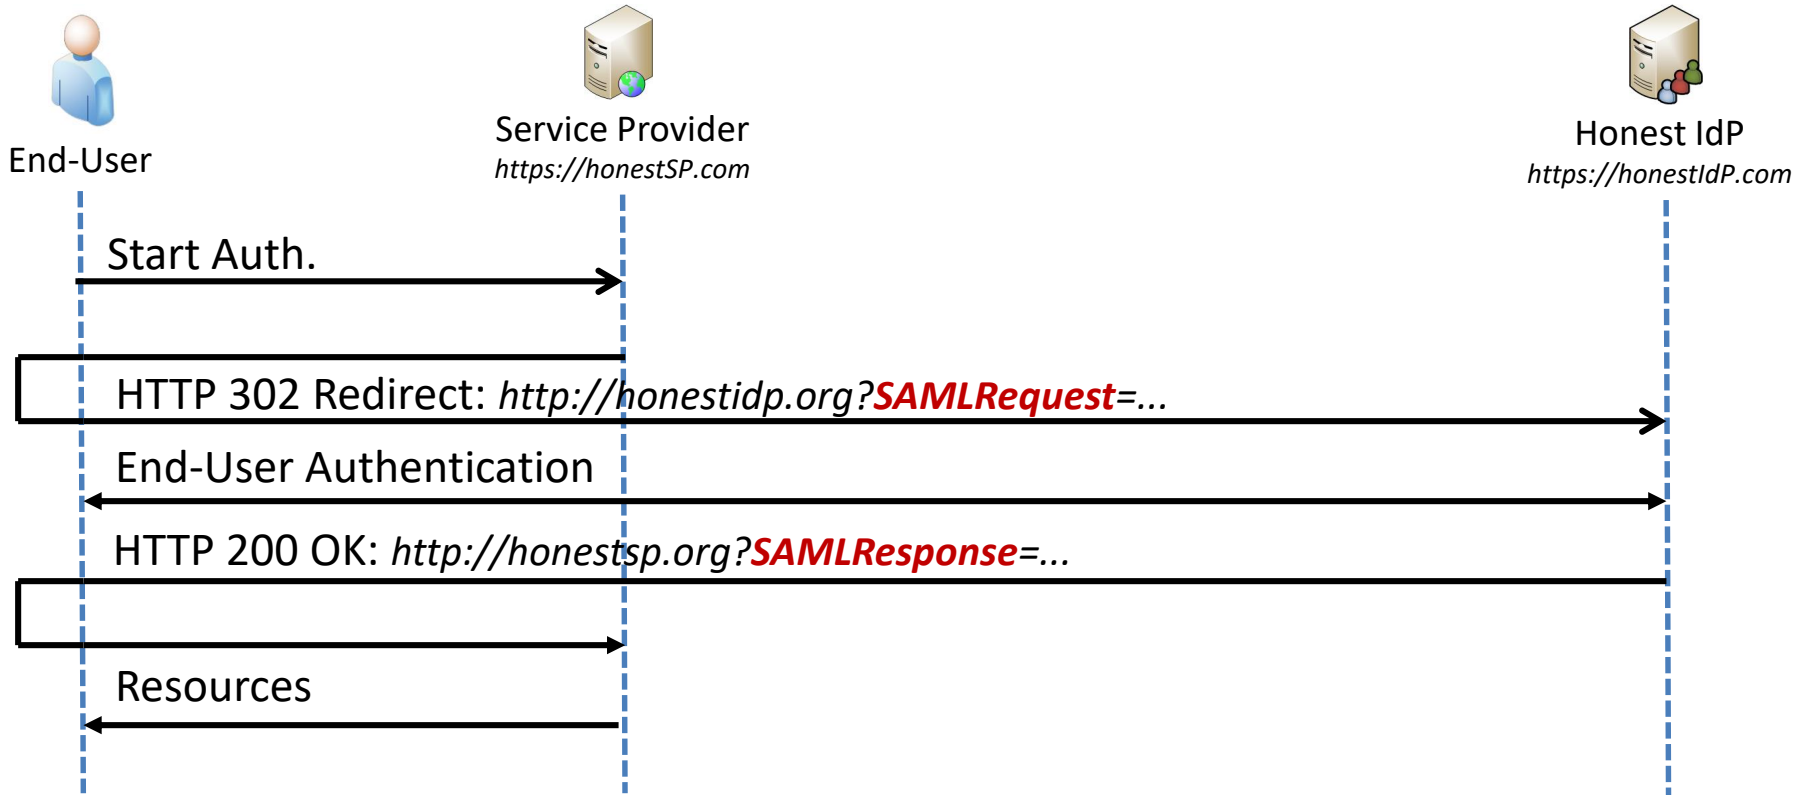 End-User
Service Provider
https://honestSP.com
Honest IdP
https://honestIdP.com
Start Auth.
HTTP 302 Redirect: http://honestidp.org?SAMLRequest=...
End-User Authentication
HTTP 200 OK: http://honestsp.org?SAMLResponse=...
Resources